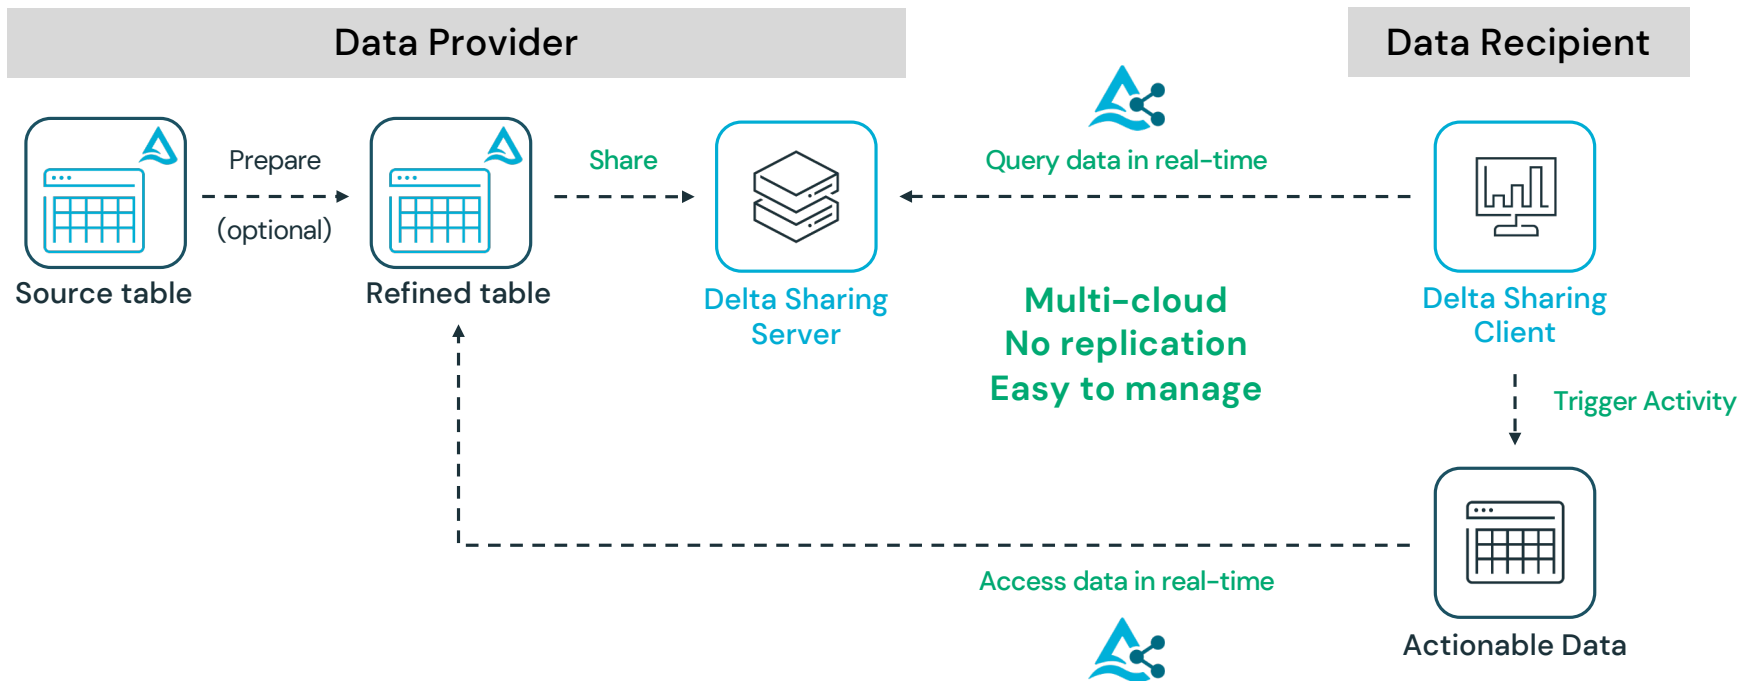 Data Provider
Data Recipient
Prepare
(optional)
Share
Query data in real-time
Source table
Refined table
Delta Sharing
Server
Multi-cloud
No replication
Easy to manage
Delta Sharing
Client
Trigger Activity
Access data in real-time
Actionable Data